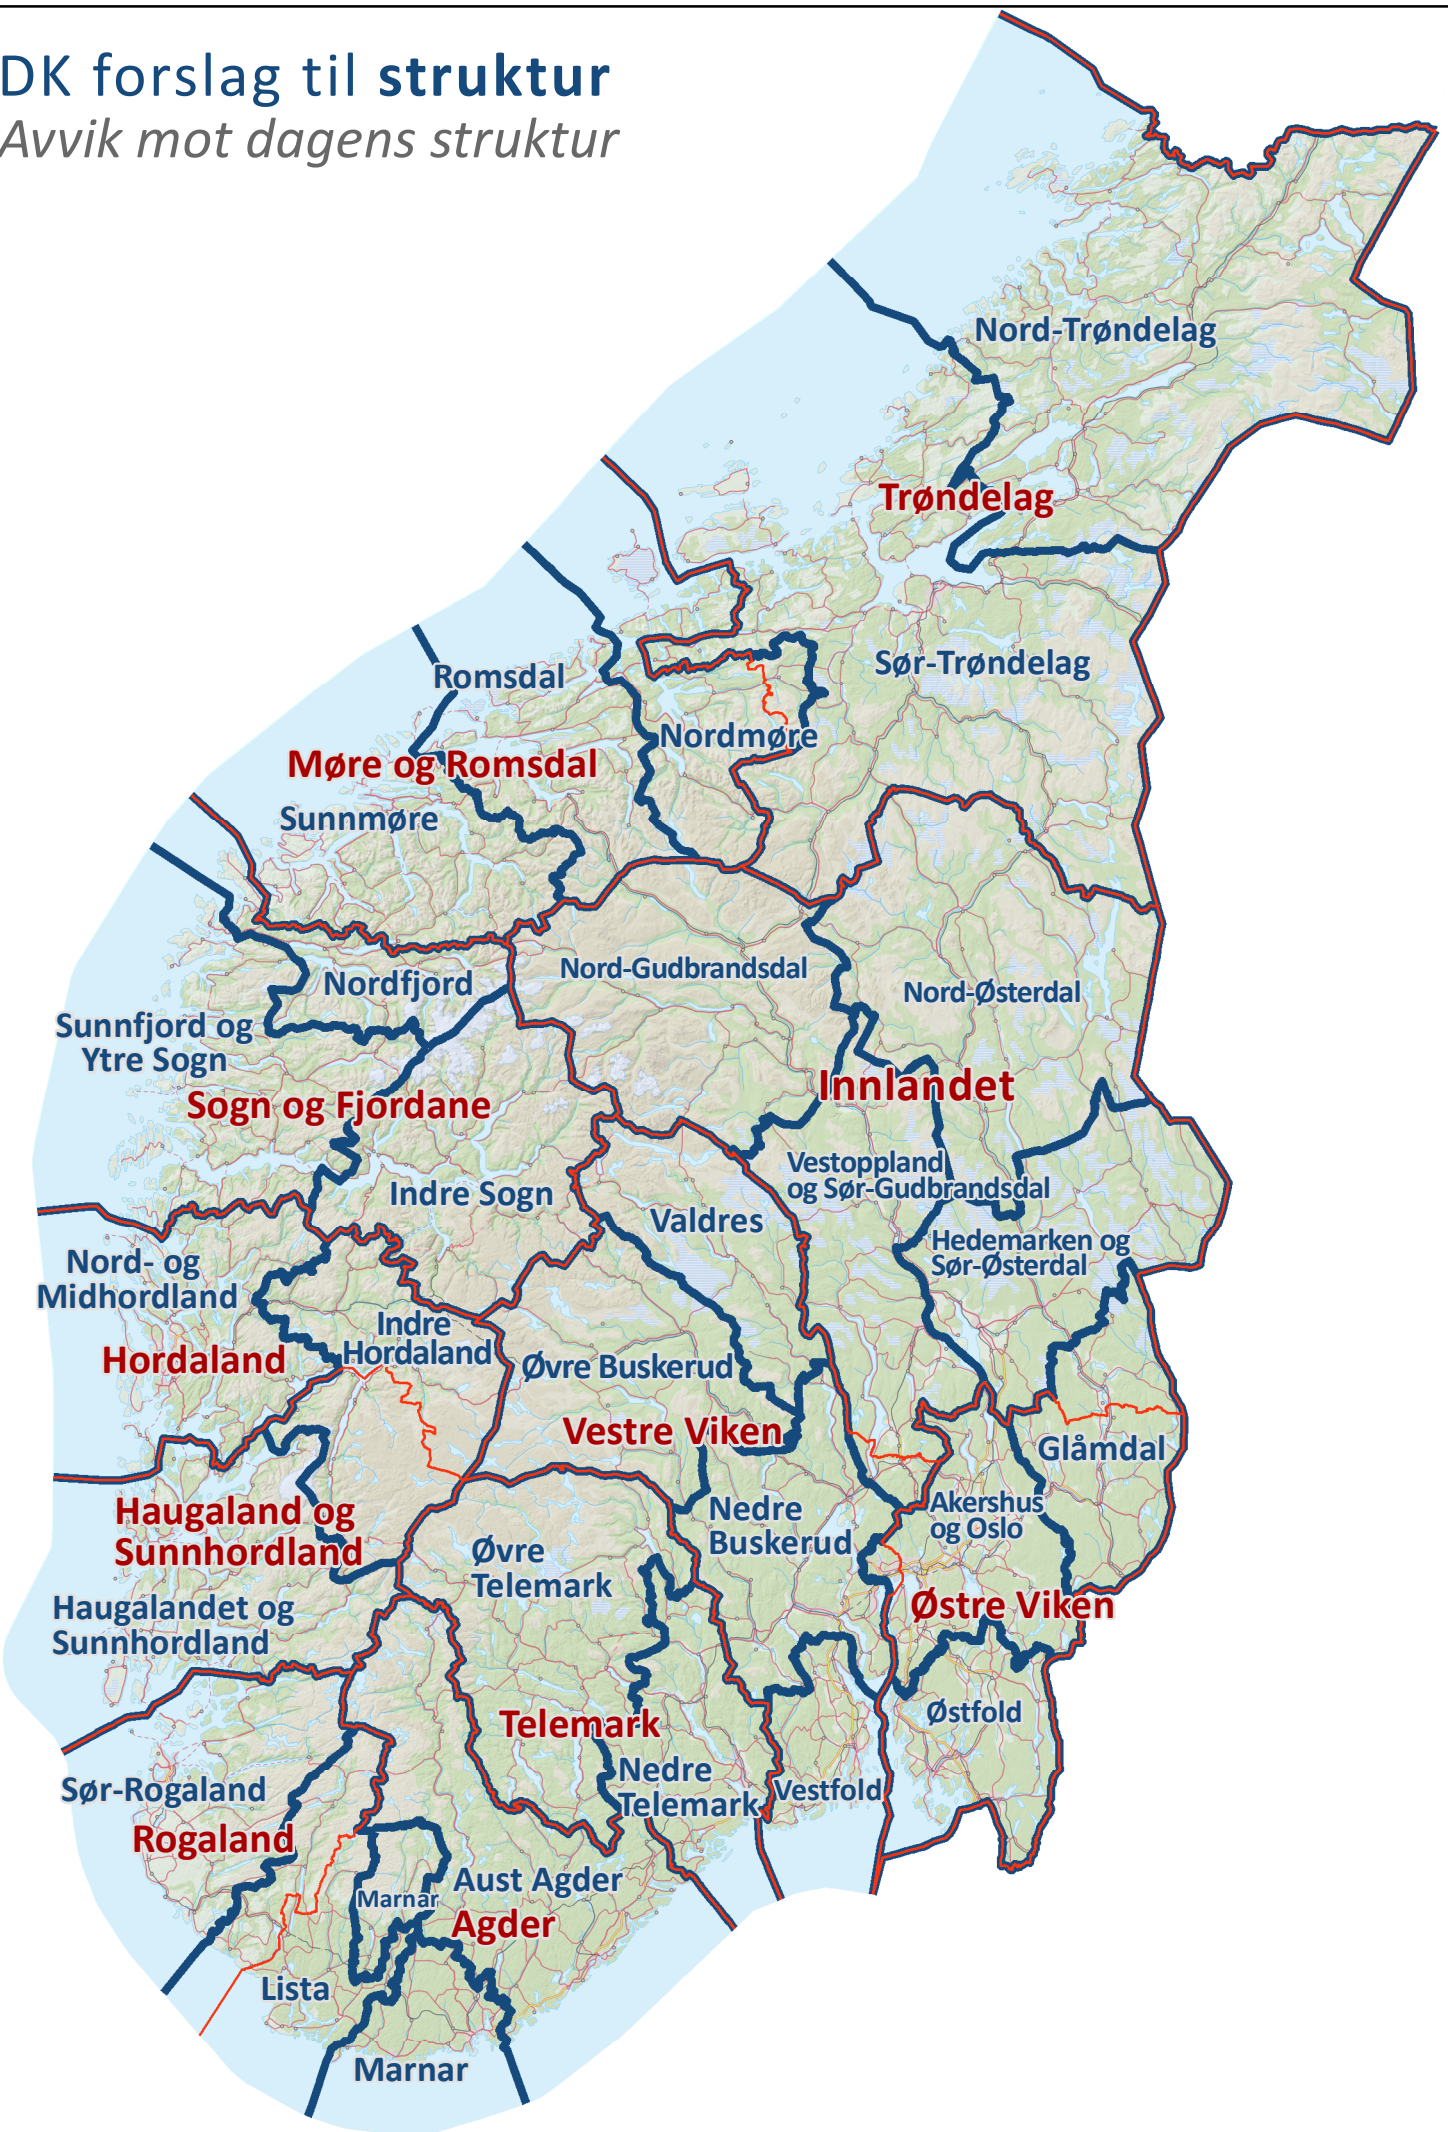 DK forslag til struktur
Avvik mot dagens struktur
Nord-Trøndelag
Trøndelag
Sør-Trøndelag
Romsdal
Nordmøre
Møre og Romsdal
Sunnmøre
Nord-Gudbrandsdal
Nordfjord
Nord-Østerdal
Sunnfjord og
Ytre Sogn
Innlandet
Sogn og Fjordane
Vestoppland
og Sør-Gudbrandsdal
Indre Sogn
Valdres
Hedemarken og
Sør-Østerdal
Nord- og
Midhordland
Indre
Hordaland
Hordaland
Øvre Buskerud
Vestre Viken
Glåmdal
Akershus
og Oslo
Haugaland og
Sunnhordland
Nedre
Buskerud
Øvre
Telemark
Østre Viken
Haugalandet og
Sunnhordland
Østfold
Telemark
Nedre
Telemark
Vestfold
Sør-Rogaland
Rogaland
Aust Agder
Marnar
Agder
Lista
Marnar